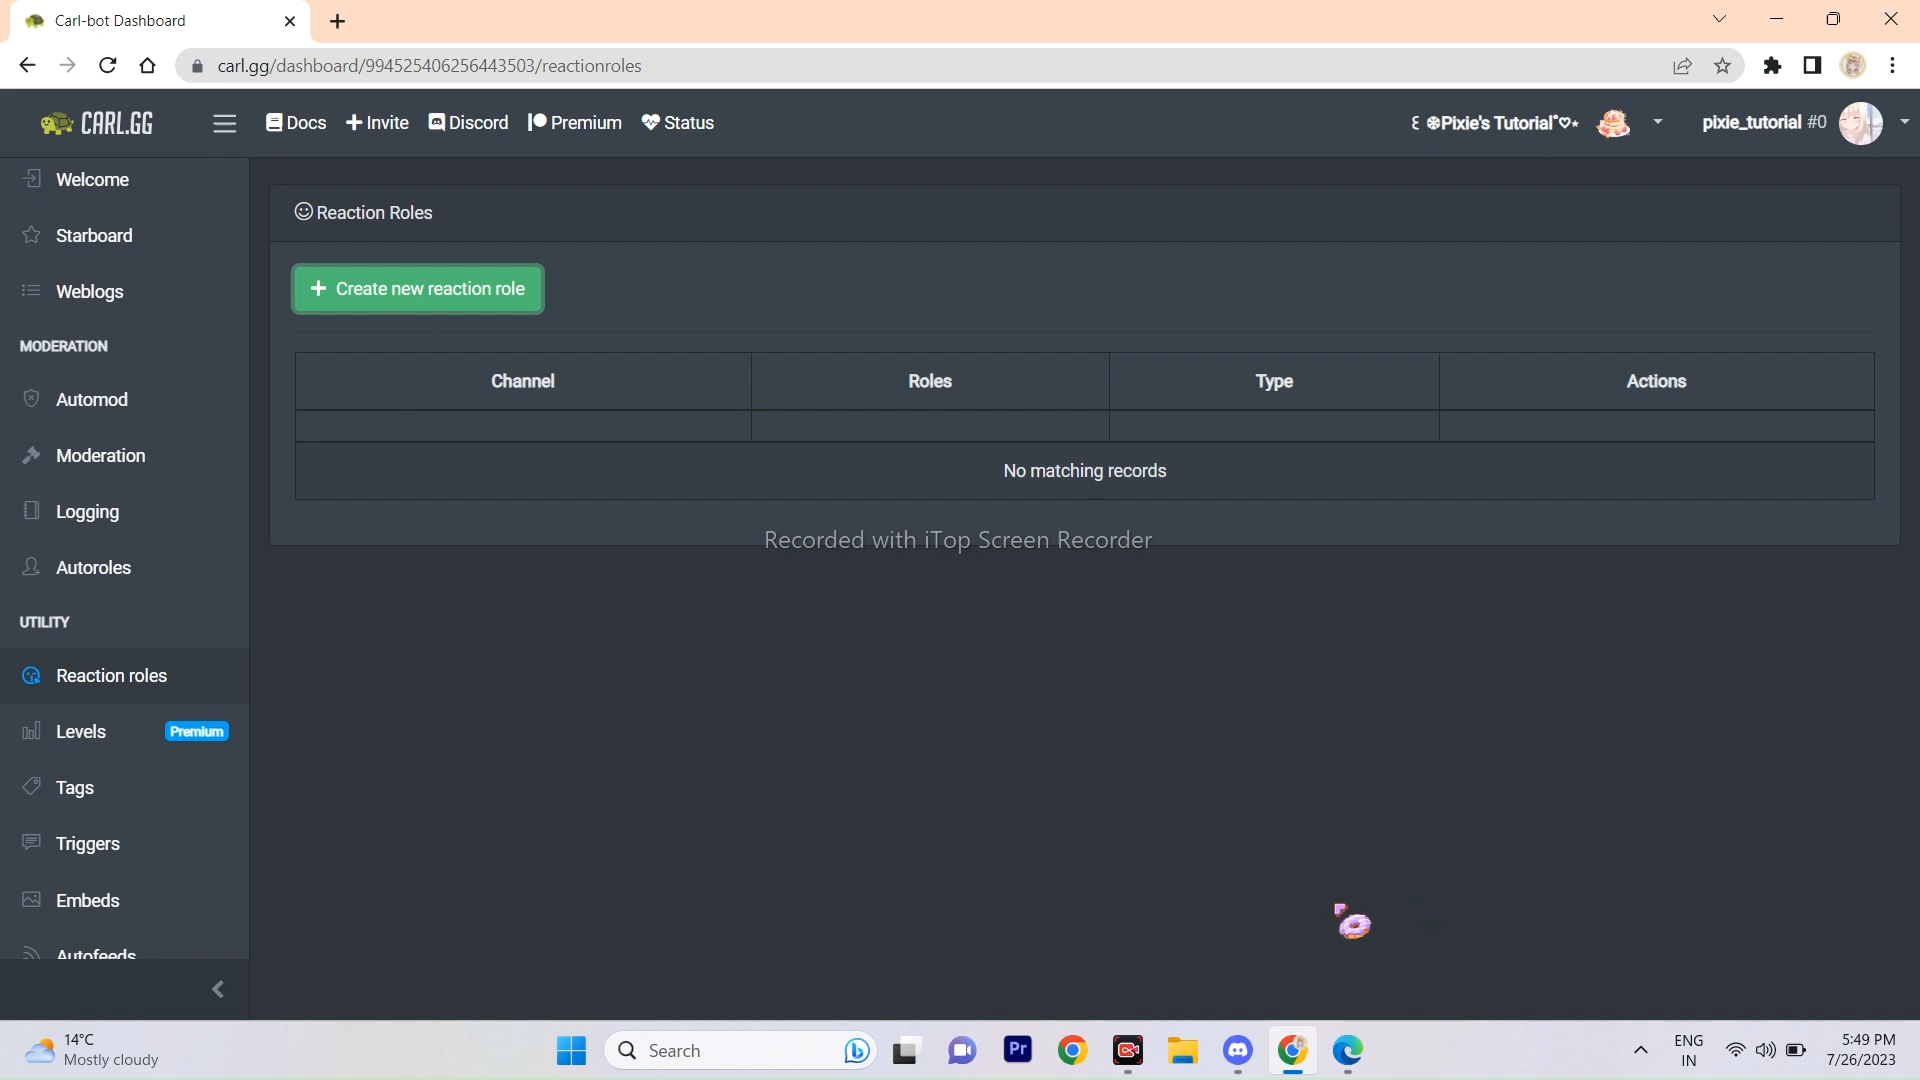 Carl-bot Dashboard
carl.gg/dashboard/994525406256443503/reactionroles
CARL.GG
Docs
Invite
Discord
Premium
Status
꒰ ❆Pixie's Tutorial˚♡⋆
pixie_tutorial #0
Welcome
Starboard
Weblogs
MODERATION
Automod
Moderation
Logging
Autoroles
UTILITY
Reaction roles
Levels Premium
Tags
Triggers
Embeds
Autofeeds
Reaction Roles
Create new reaction role
Channel Roles Type Actions
No matching records
Recorded with iTop Screen Recorder
14°C
Mostly cloudy
Search
Pr
ENG
IN
5:49 PM
7/26/2023